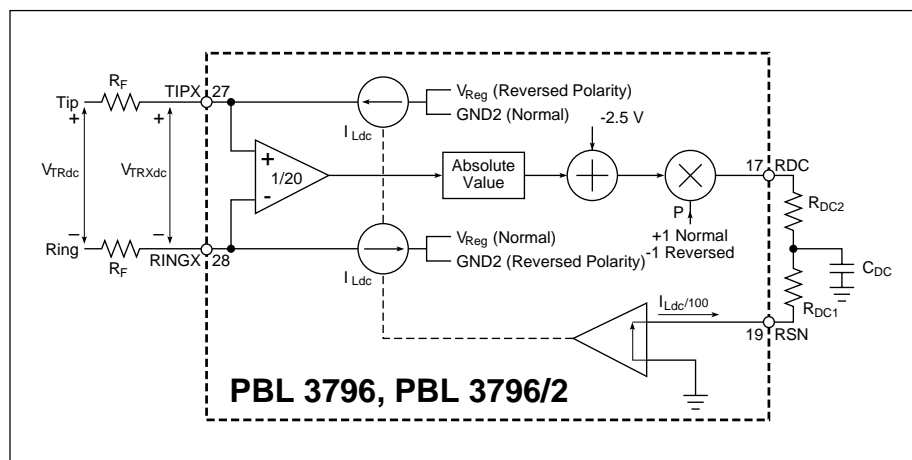 R_F TIPX 27
Tip
+ +
V_TRdc V_TRXdc
– –
Ring
R_F RINGX 28
I_Ldc
V_Reg (Reversed Polarity)
GND2 (Normal)
+
1/20
-
Absolute
Value
-2.5 V
P
+1 Normal
-1 Reversed
17 RDC
R_DC2
C_DC
R_DC1
19 RSN
I_Ldc
V_Reg (Normal)
GND2 (Reversed Polarity)
I_Ldc/100
PBL 3796, PBL 3796/2